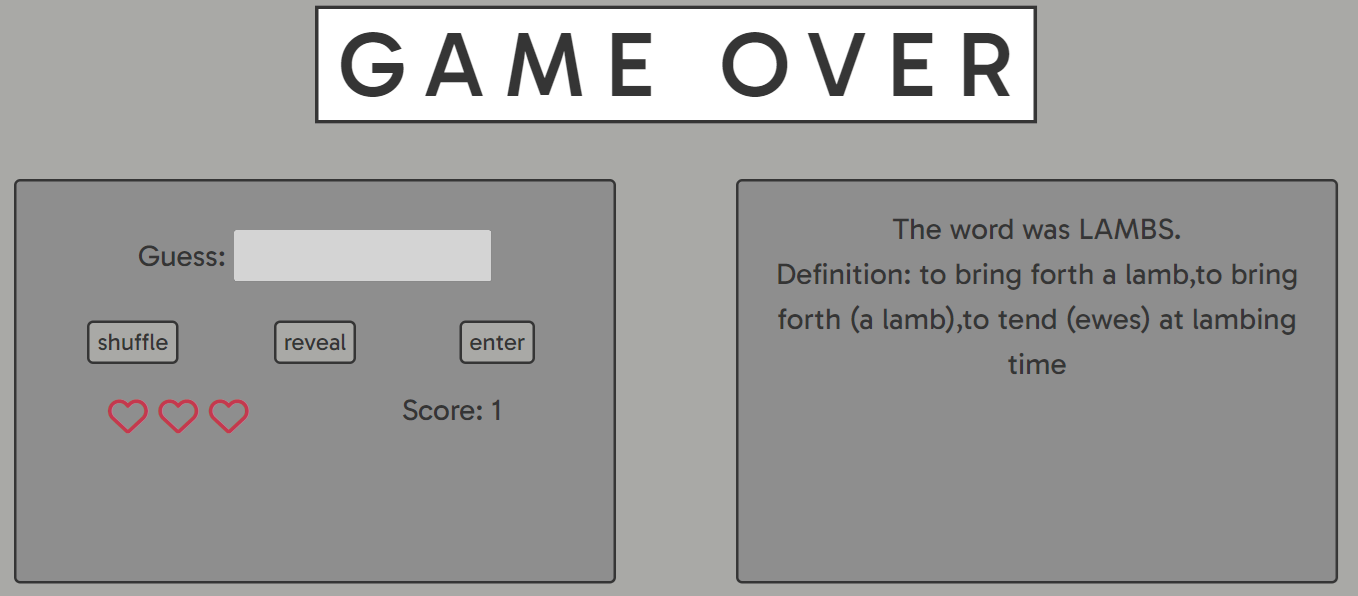 GAME OVER
Guess:
shuffle
reveal
enter
Score: 1
The word was LAMBS.
Definition: to bring forth a lamb,to bring
forth (a lamb),to tend (ewes) at lambing
time